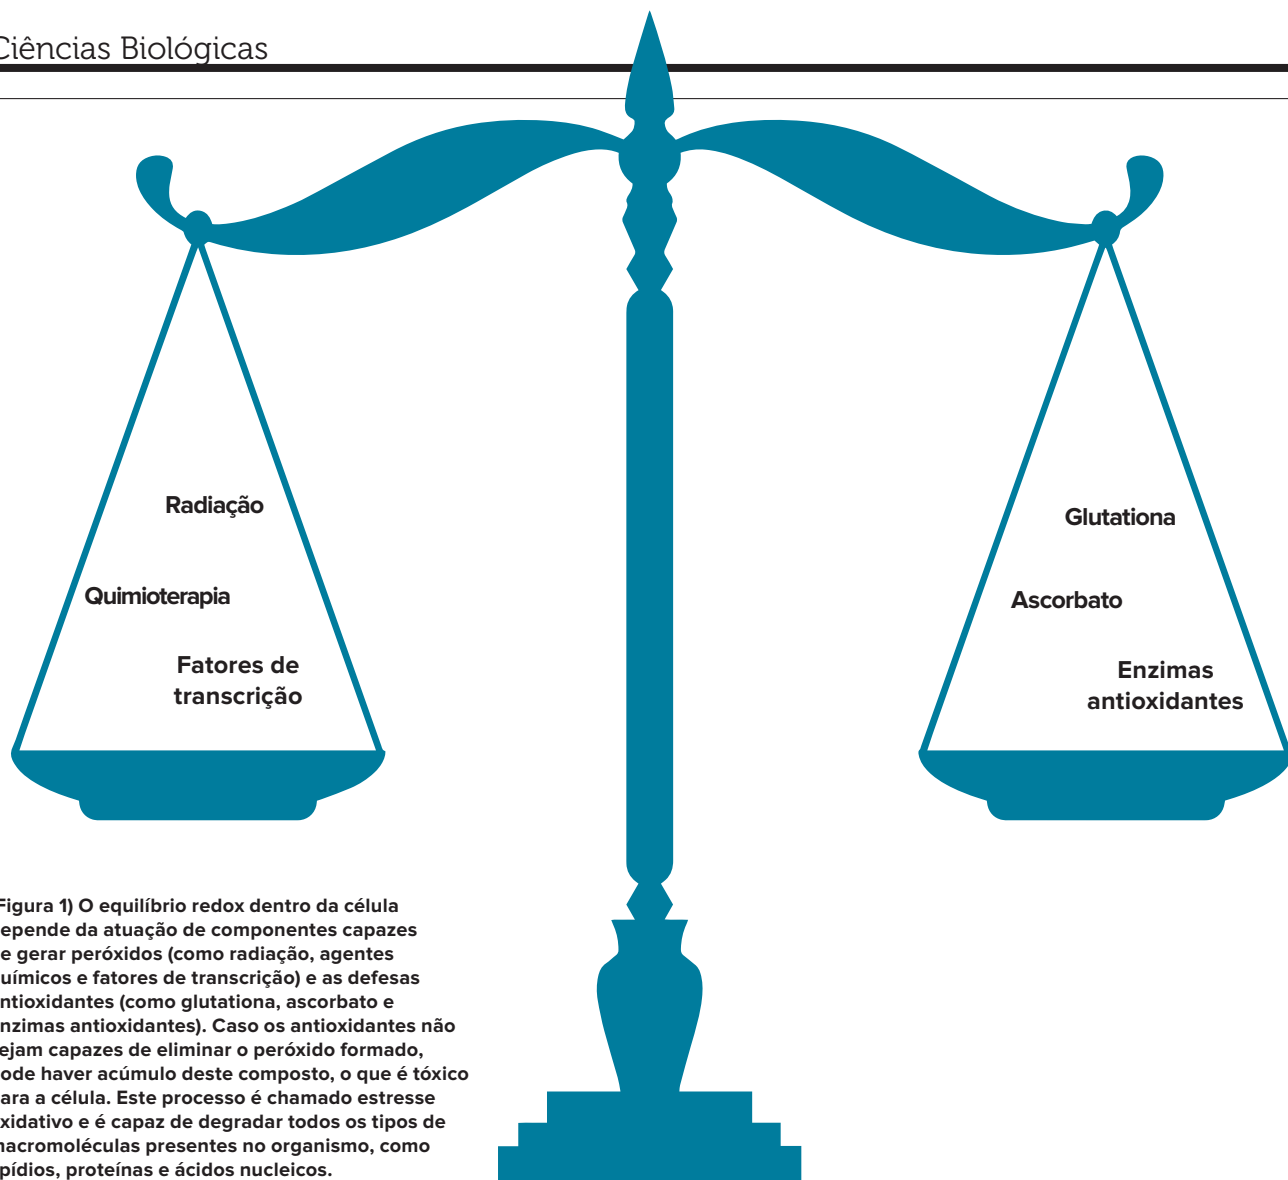 Ciências Biológicas
Radiação
Quimioterapia
Fatores de
transcrição
Glutationa
Ascorbato
Enzimas
antioxidantes
Figura 1) O equilíbrio redox dentro da célula
epende da atuação de componentes capazes
e gerar peróxidos (como radiação, agentes
uímicos e fatores de transcrição) e as defesas
ntioxidantes (como glutationa, ascorbato e
nzimas antioxidantes). Caso os antioxidantes não
ejam capazes de eliminar o peróxido formado,
ode haver acúmulo deste composto, o que é tóxico
ara a célula. Este processo é chamado estresse
xidativo e é capaz de degradar todos os tipos de
macromoléculas presentes no organismo, como
ipídios, proteínas e ácidos nucleicos.